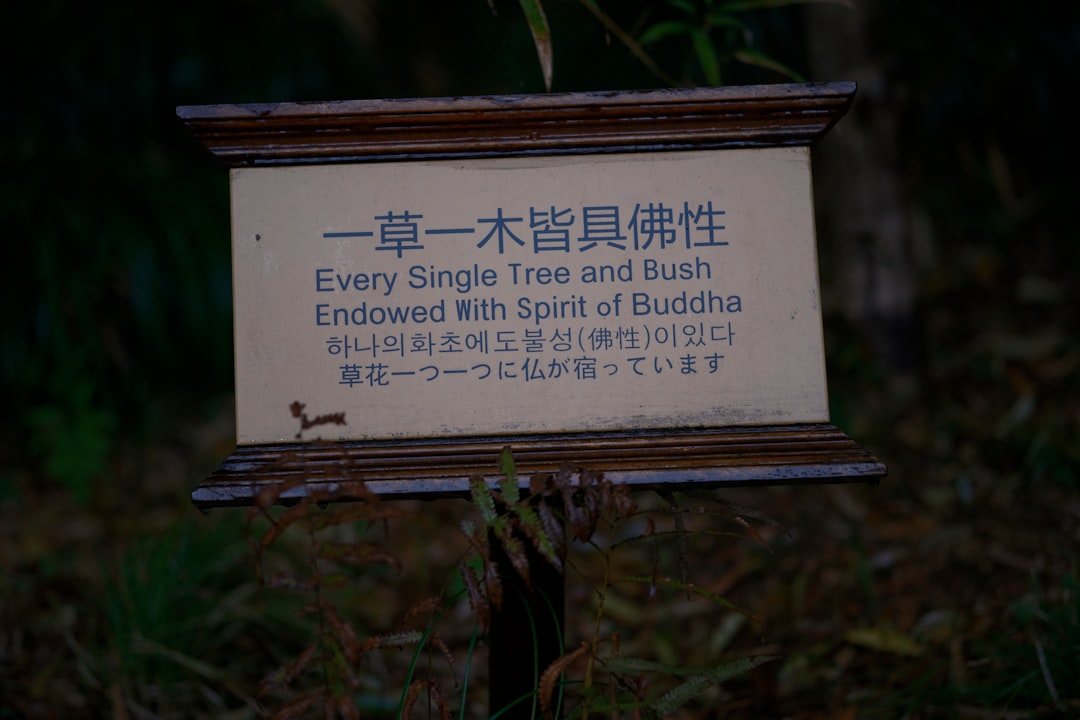 一草一木皆具佛性
Every Single Tree and Bush
Endowed With Spirit of Buddha
하나의화초에도불성(佛性)이있다
草花一つ一つに仏が宿っています